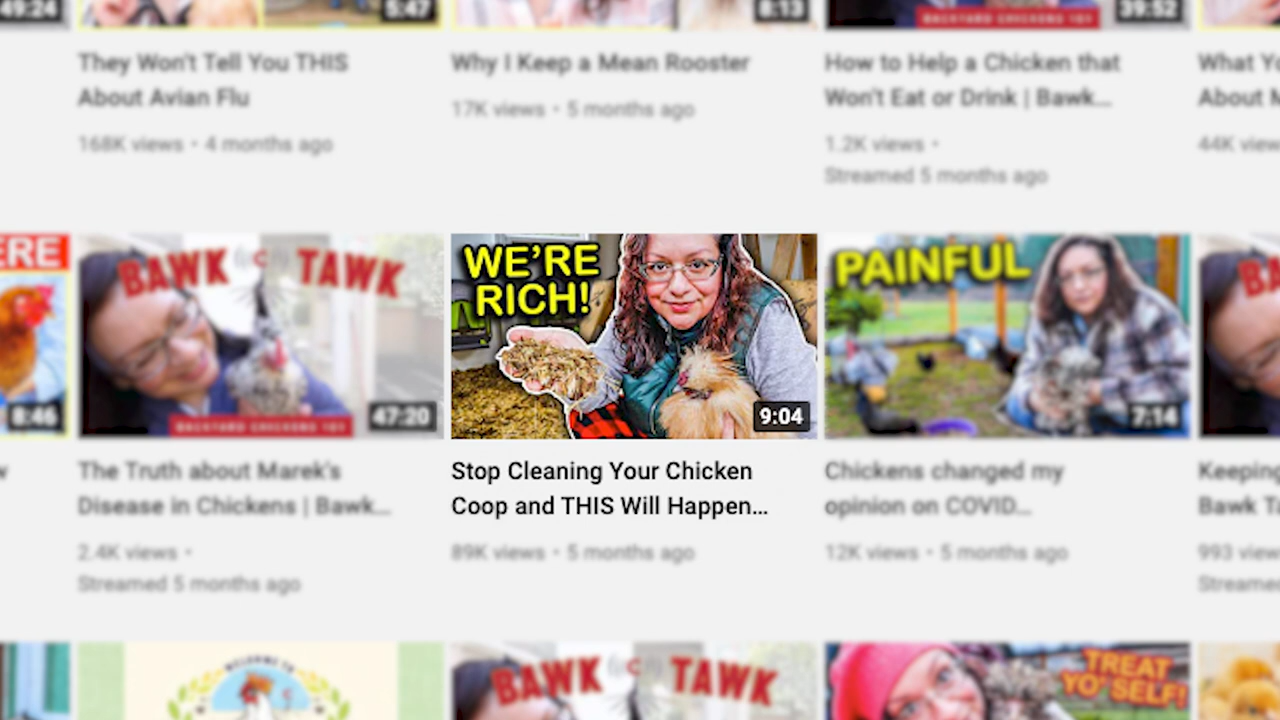 49:24
5:47
8:13
BACKYARD CHICKENS 101
39:52
They Won't Tell You THIS
About Avian Flu
168K views • 4 months ago
Why I Keep a Mean Rooster
17K views • 5 months ago
How to Help a Chicken that
Won't Eat or Drink | Bawk...
1.2K views •
Streamed 5 months ago
What Yo
About M
44K view
ERE
8:46
BAWK TAWK
BACKYARD CHICKENS 101
47:20
The Truth about Marek's
Disease in Chickens | Bawk...
2.4K views •
Streamed 5 months ago
WE'RE
RICH!
9:04
Stop Cleaning Your Chicken
Coop and THIS Will Happen...
89K views • 5 months ago
PAINFUL
7:14
Chickens changed my
opinion on COVID...
12K views • 5 months ago
BA
Keeping
Bawk Ta
993 view
Streamed
BAWK TAWK
TREAT
YO' SELF!